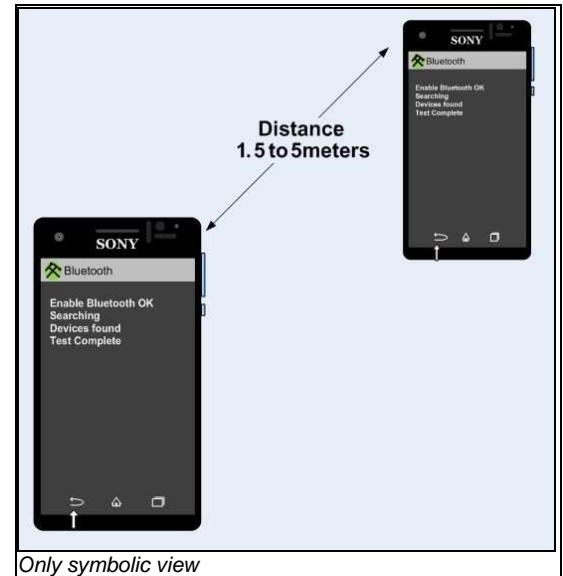 SONY
Bluetooth
Enable Bluetooth OK
Searching
Devices found
Test Complete
Distance
1.5 to 5meters
SONY
Bluetooth
Enable Bluetooth OK
Searching
Devices found
Test Complete
Only symbolic view